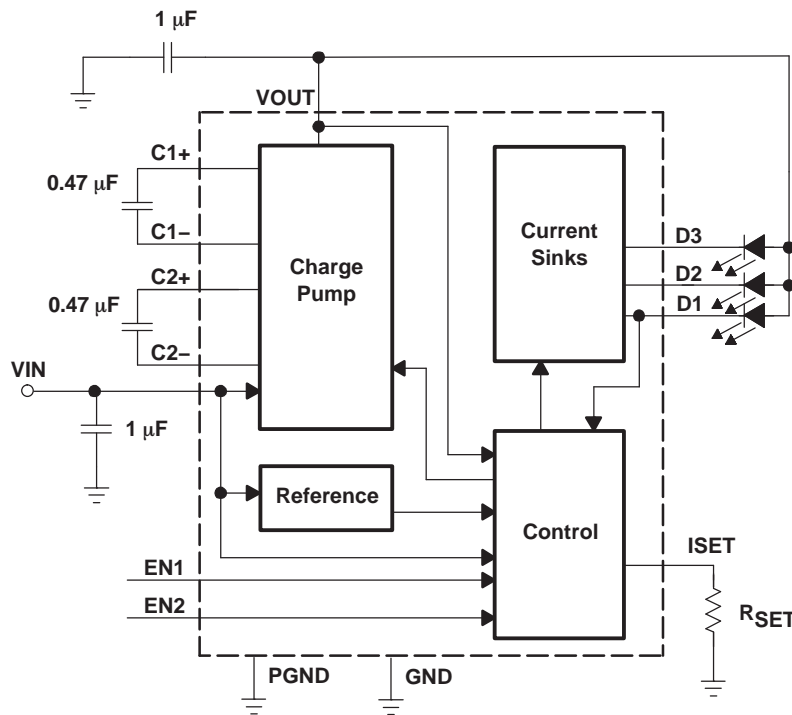 1 μF
VOUT
C1+
0.47 μF
C1–
C2+
0.47 μF
C2–
Charge
Pump
Current
Sinks
D3
D2
D1
VIN
1 μF
Reference
Control
ISET
EN1
EN2
RSET
PGND
GND